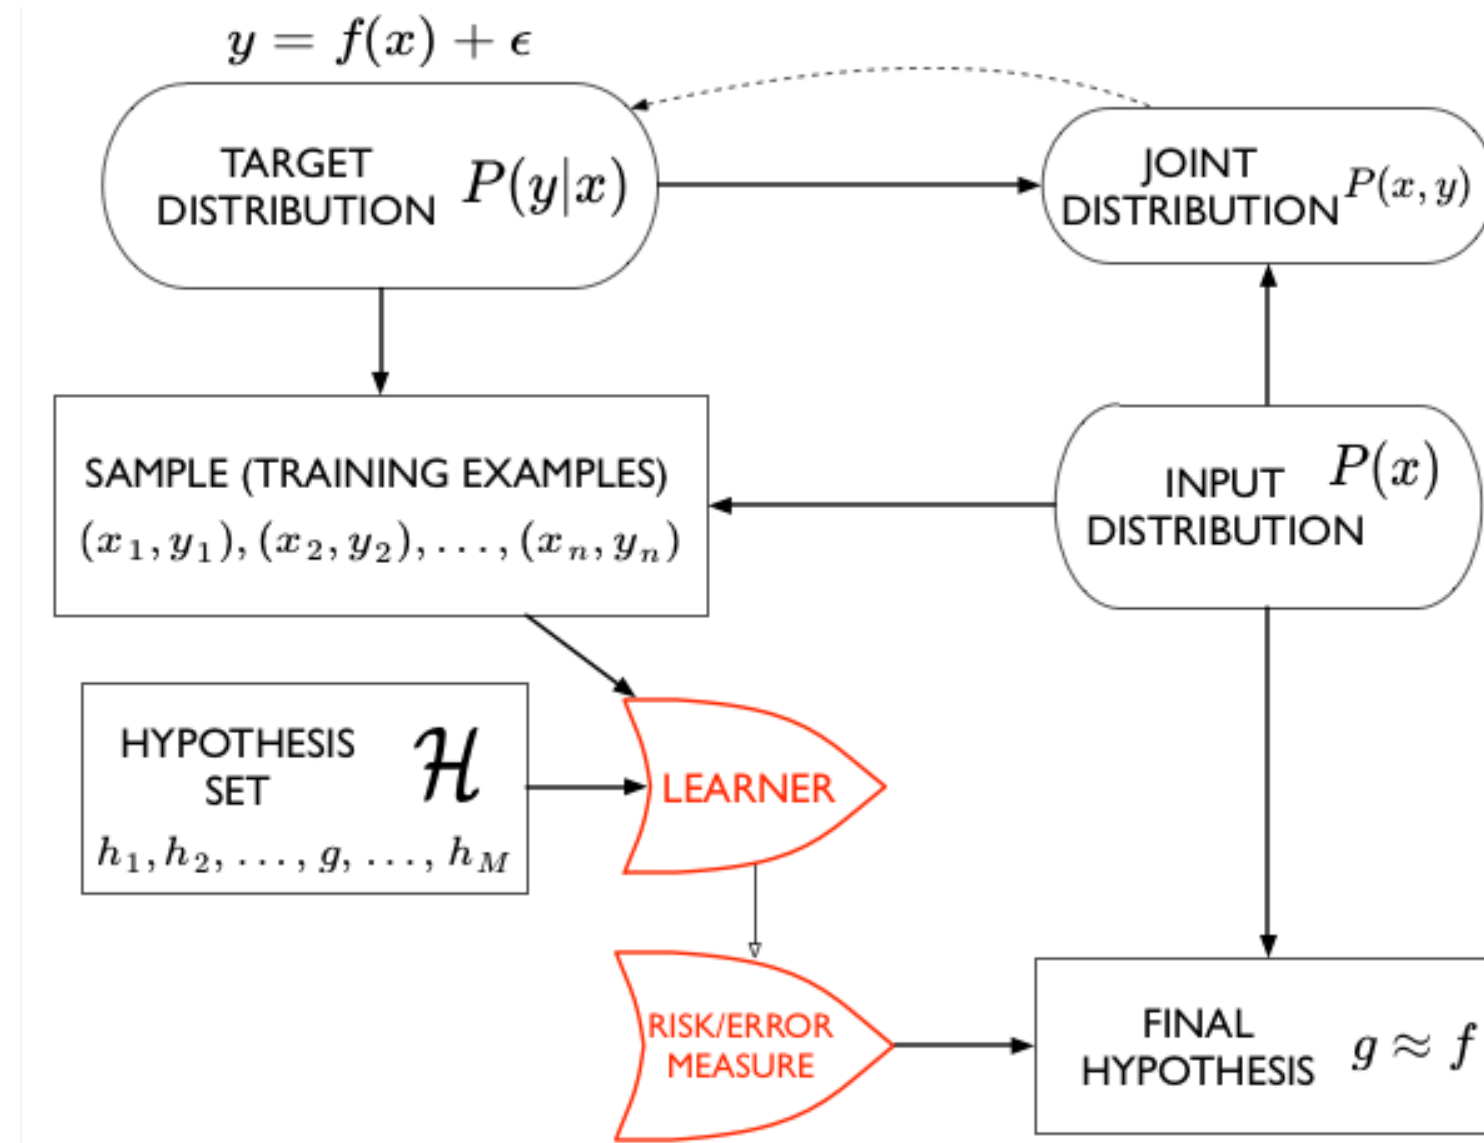 y = f(x) + ϵ
TARGET
DISTRIBUTION P(y|x)
JOINT
DISTRIBUTION P(x, y)
SAMPLE (TRAINING EXAMPLES)
(x₁, y₁), (x₂, y₂), . . . , (xₙ, yₙ)
INPUT P(x)
DISTRIBUTION
HYPOTHESIS
SET ℋ
h₁, h₂, . . . , g, . . . , h_M
LEARNER
RISK/ERROR
MEASURE
FINAL
HYPOTHESIS g ≈ f